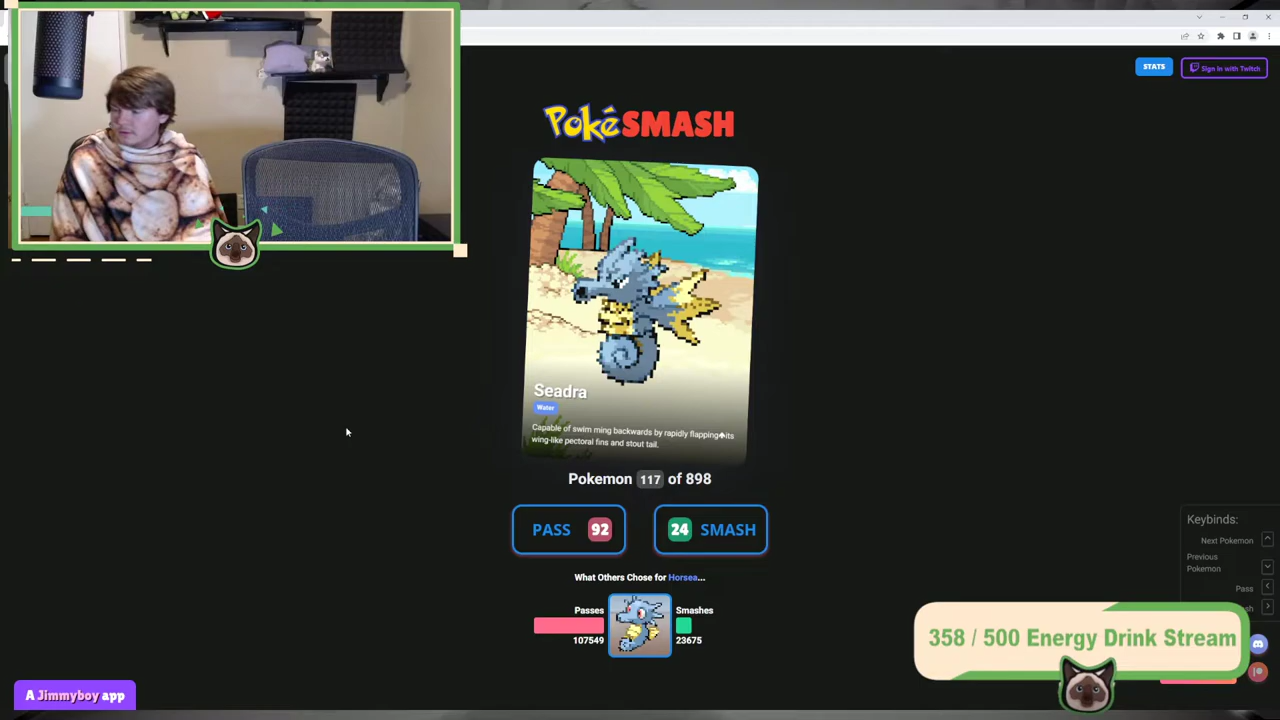 STATS
Sign in with Twitch
PokéSMASH
Seadra
Water
Capable of swim ming backwards by rapidly flapping its
wing-like pectoral fins and stout tail.
Pokemon 117 of 898
PASS 92
24 SMASH
What Others Chose for Horsea...
Passes
107549
Smashes
23675
Keybinds:
Next Pokemon
Previous
Pokemon
Pass
358 / 500 Energy Drink Stream
A Jimmyboy app